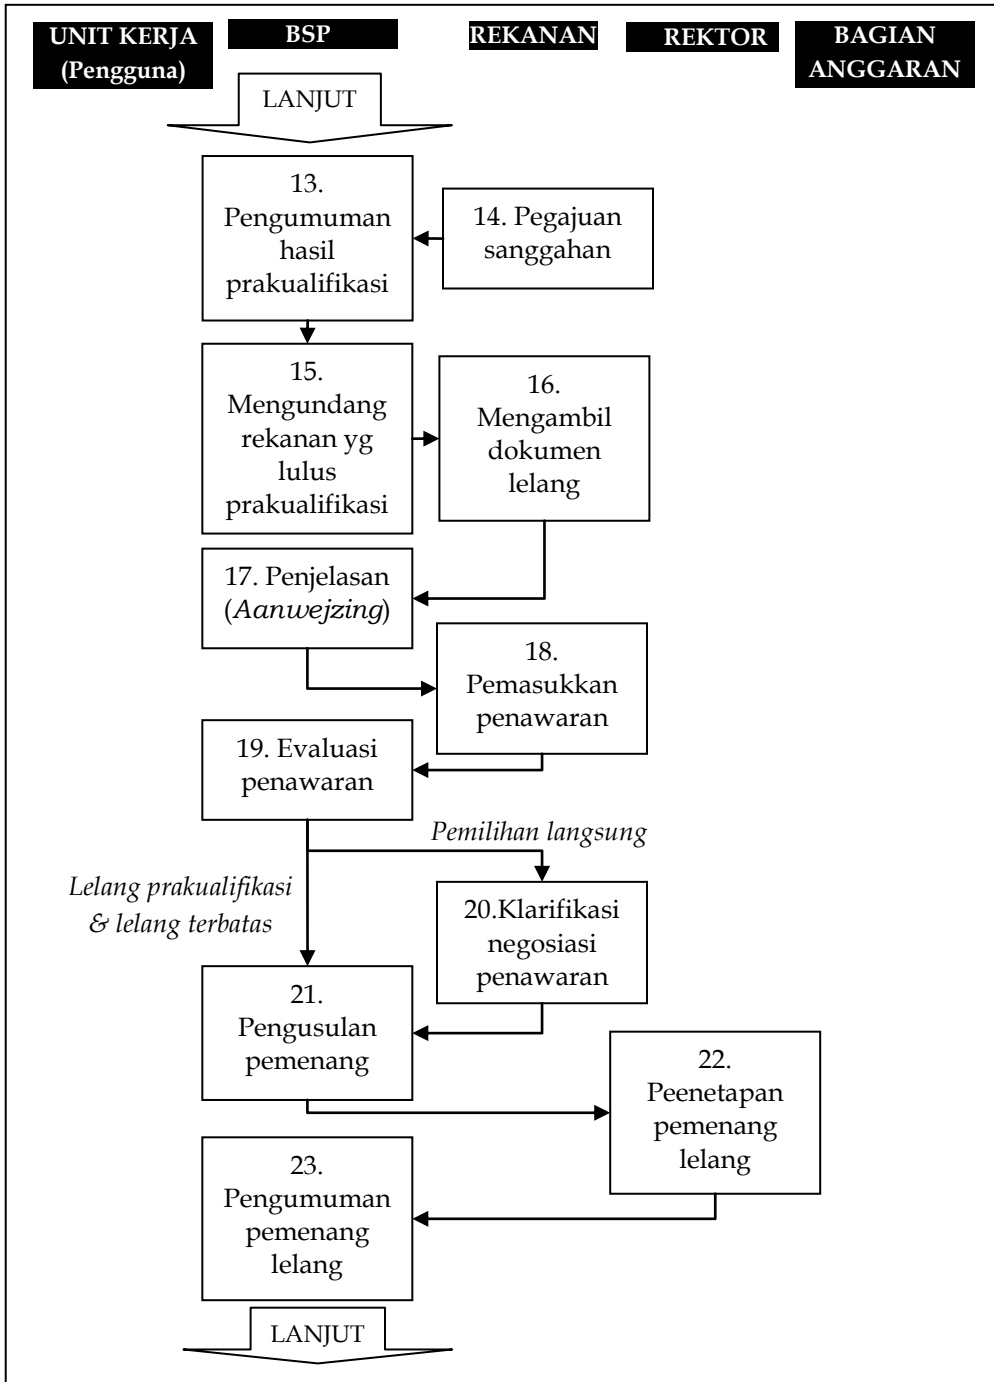 UNIT KERJA
(Pengguna)
BSP
REKANAN
REKTOR
BAGIAN
ANGGARAN
LANJUT
13.
Pengumuman
hasil
prakualifikasi
14. Pegajuan
sanggahan
15.
Mengundang
rekanan yg
lulus
prakualifikasi
16.
Mengambil
dokumen
lelang
17. Penjelasan
(Aanwejzing)
18.
Pemasukkan
penawaran
19. Evaluasi
penawaran
Pemilihan langsung
Lelang prakualifikasi
& lelang terbatas
20.Klarifikasi
negosiasi
penawaran
21.
Pengusulan
pemenang
22.
Peenetapan
pemenang
lelang
23.
Pengumuman
pemenang
lelang
LANJUT